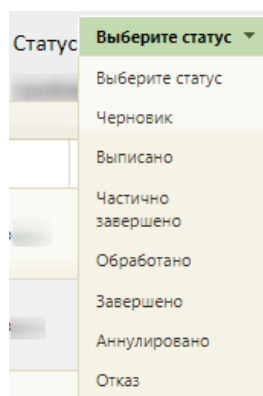 Статус Выберите статус
Выберите статус
Черновик
Выписано
Частично
завершено
Обработано
Завершено
Аннулировано
Отказ